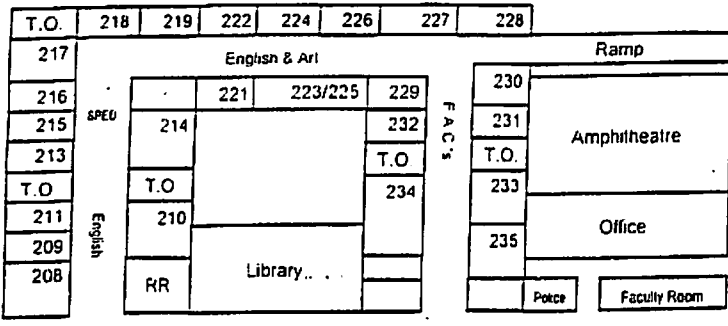 T.O. 218 219 222 224 226 227 228
217 English & Art Ramp
216 221 223/225 229 230
SPED
215 214 232 231
FAC's
Amphitheatre
213 T.O T.O.
T.O T.O 234 233
211 210 Office
English
209 235
208 RR Library..
Police Faculty Room